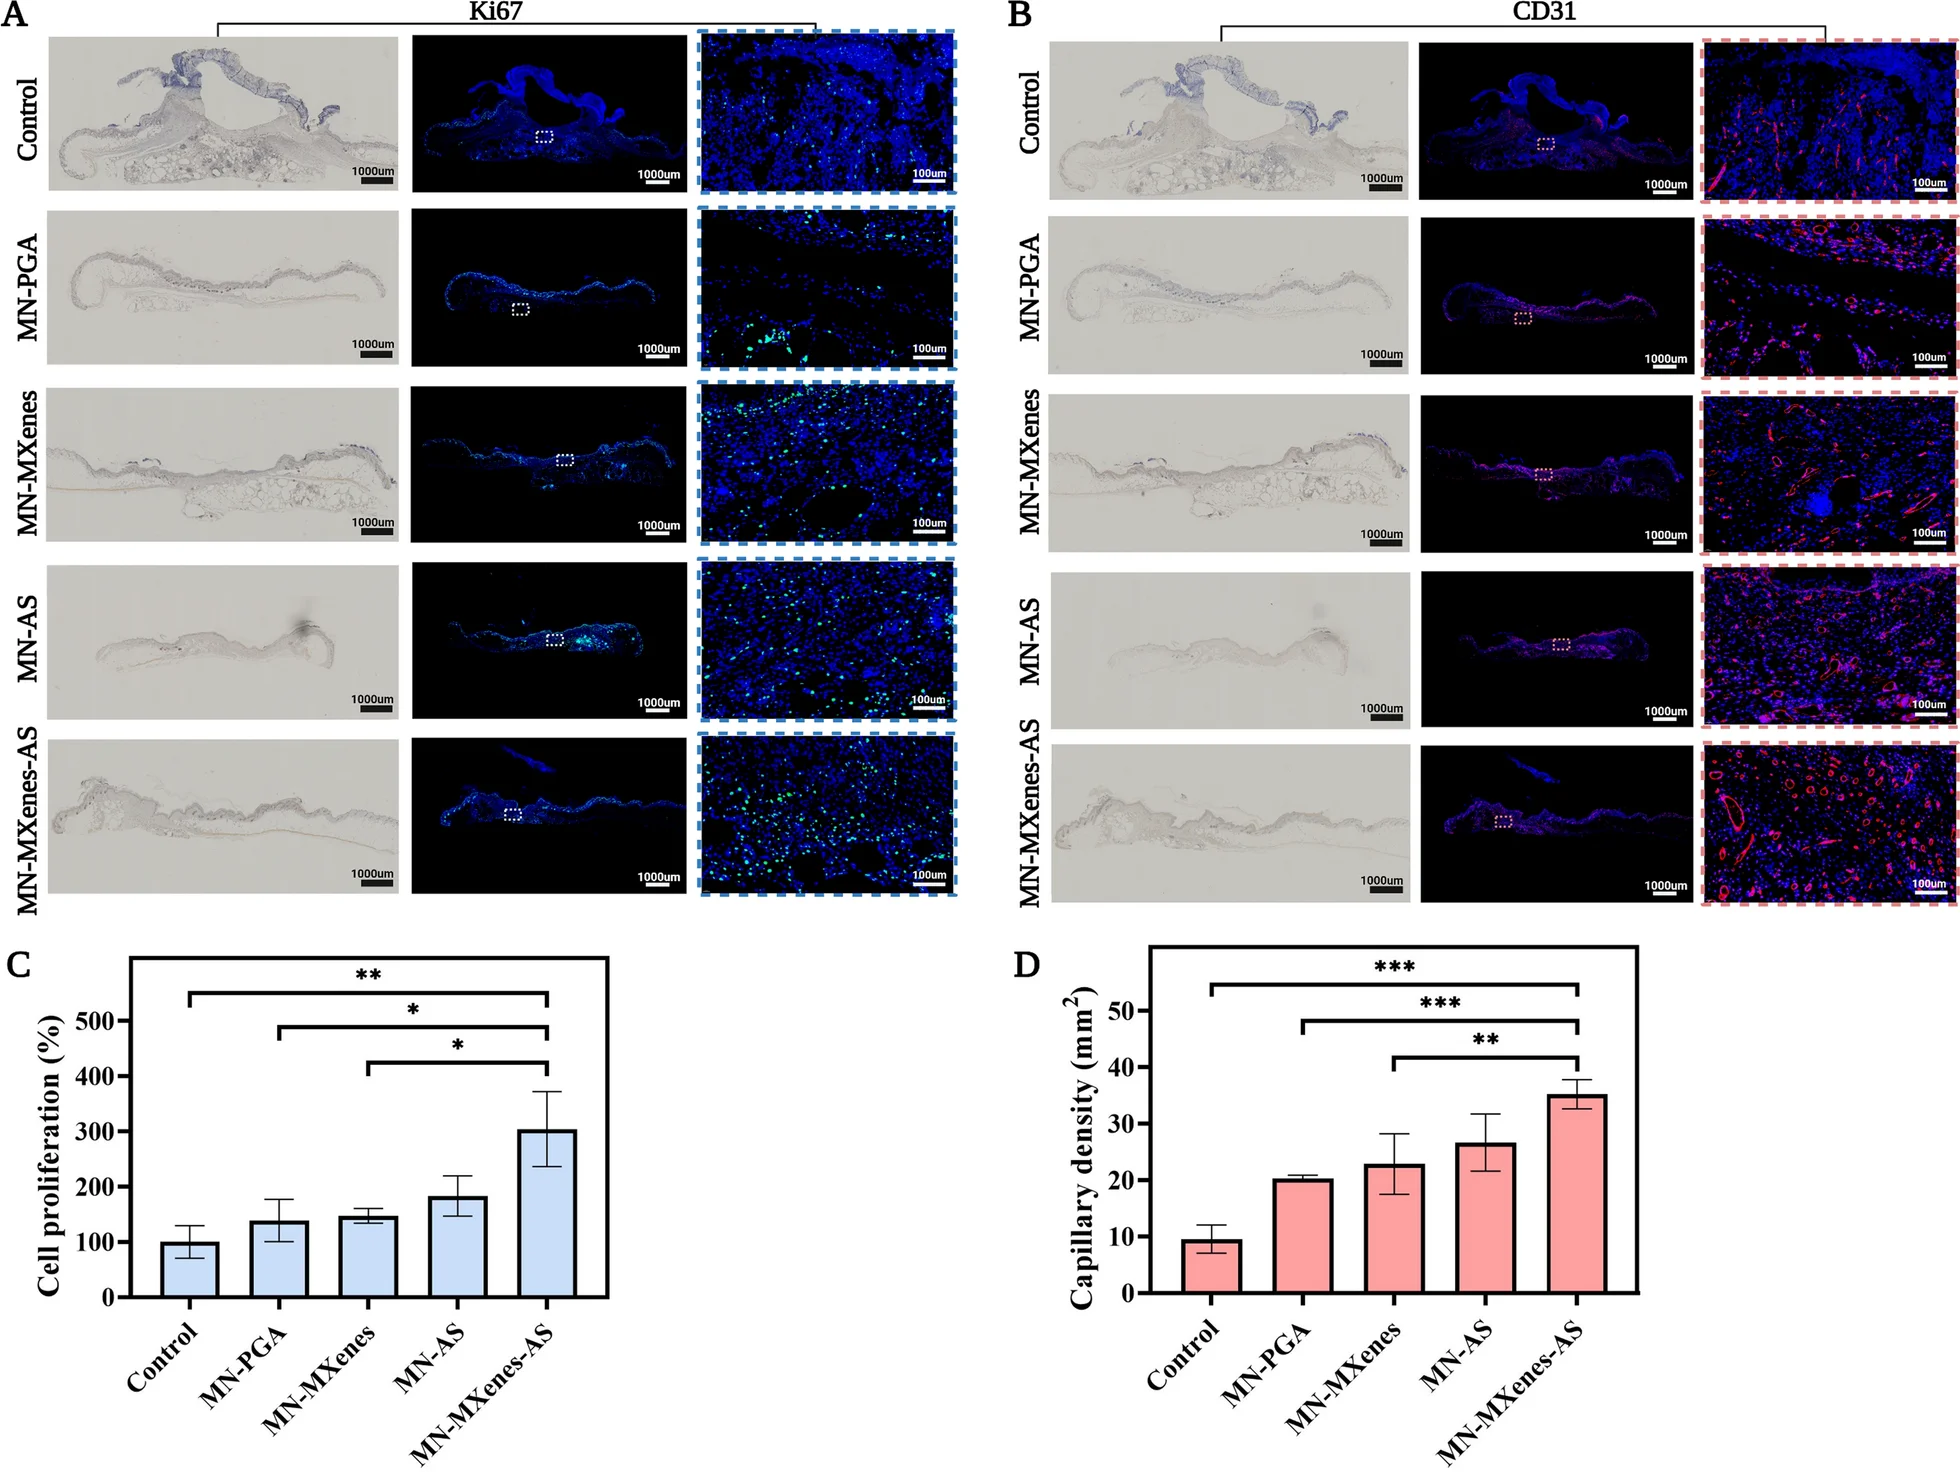 A
Ki67
Control
1000um
1000um
100um
MN-PGA
1000um
1000um
100um
MN-MXenes
1000um
1000um
100um
MN-AS
1000um
1000um
100um
MN-MXenes-AS
1000um
1000um
100um
B
CD31
Control
1000um
1000um
100um
MN-PGA
1000um
1000um
100um
MN-MXenes
1000um
1000um
100um
MN-AS
1000um
1000um
100um
MN-MXenes-AS
1000um
1000um
100um
C
Cell proliferation (%)
500
400
300
200
100
0
**
*
*
Control
MN-PGA
MN-MXenes
MN-AS
MN-MXenes-AS
D
Capillary density (mm²)
50
40
30
20
10
0
***
***
**
Control
MN-PGA
MN-MXenes
MN-AS
MN-MXenes-AS